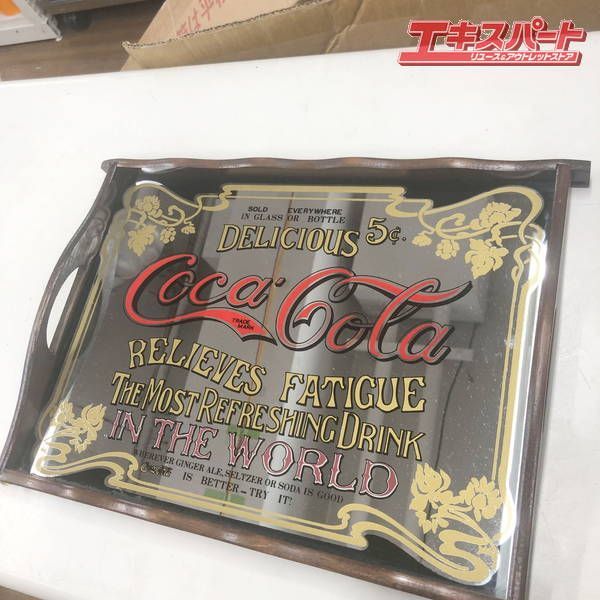 エキスパート
リユース&アウトレットストア
SOLD EVERYWHERE
IN GLASS OR BOTTLE
DELICIOUS 5¢.
Coca-Cola
TRADE
MARK
RELIEVES FATIGUE
THE MOST REFRESHING DRINK
IN THE WORLD
WHEREVER GINGER ALE, SELTZER OR SODA IS GOOD
IS BETTER – TRY IT!